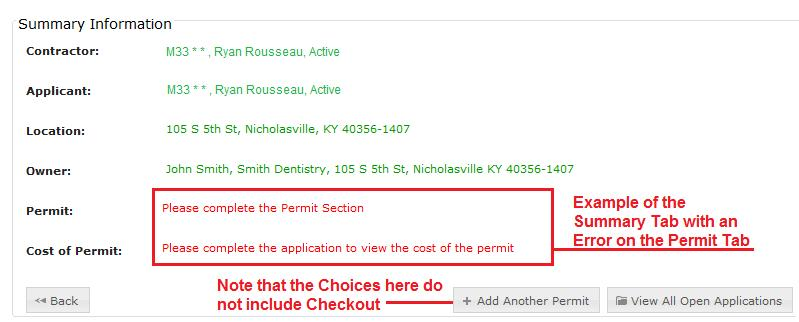 Summary Information
Contractor: M33 * * , Ryan Rousseau, Active
Applicant: M33 * * , Ryan Rousseau, Active
Location: 105 S 5th St, Nicholasville, KY 40356-1407
Owner: John Smith, Smith Dentistry, 105 S 5th St, Nicholasville KY 40356-1407
Permit: Please complete the Permit Section
Cost of Permit: Please complete the application to view the cost of the permit
Example of the
Summary Tab with an
Error on the Permit Tab
Note that the Choices here do
not include Checkout
Back
Add Another Permit
View All Open Applications